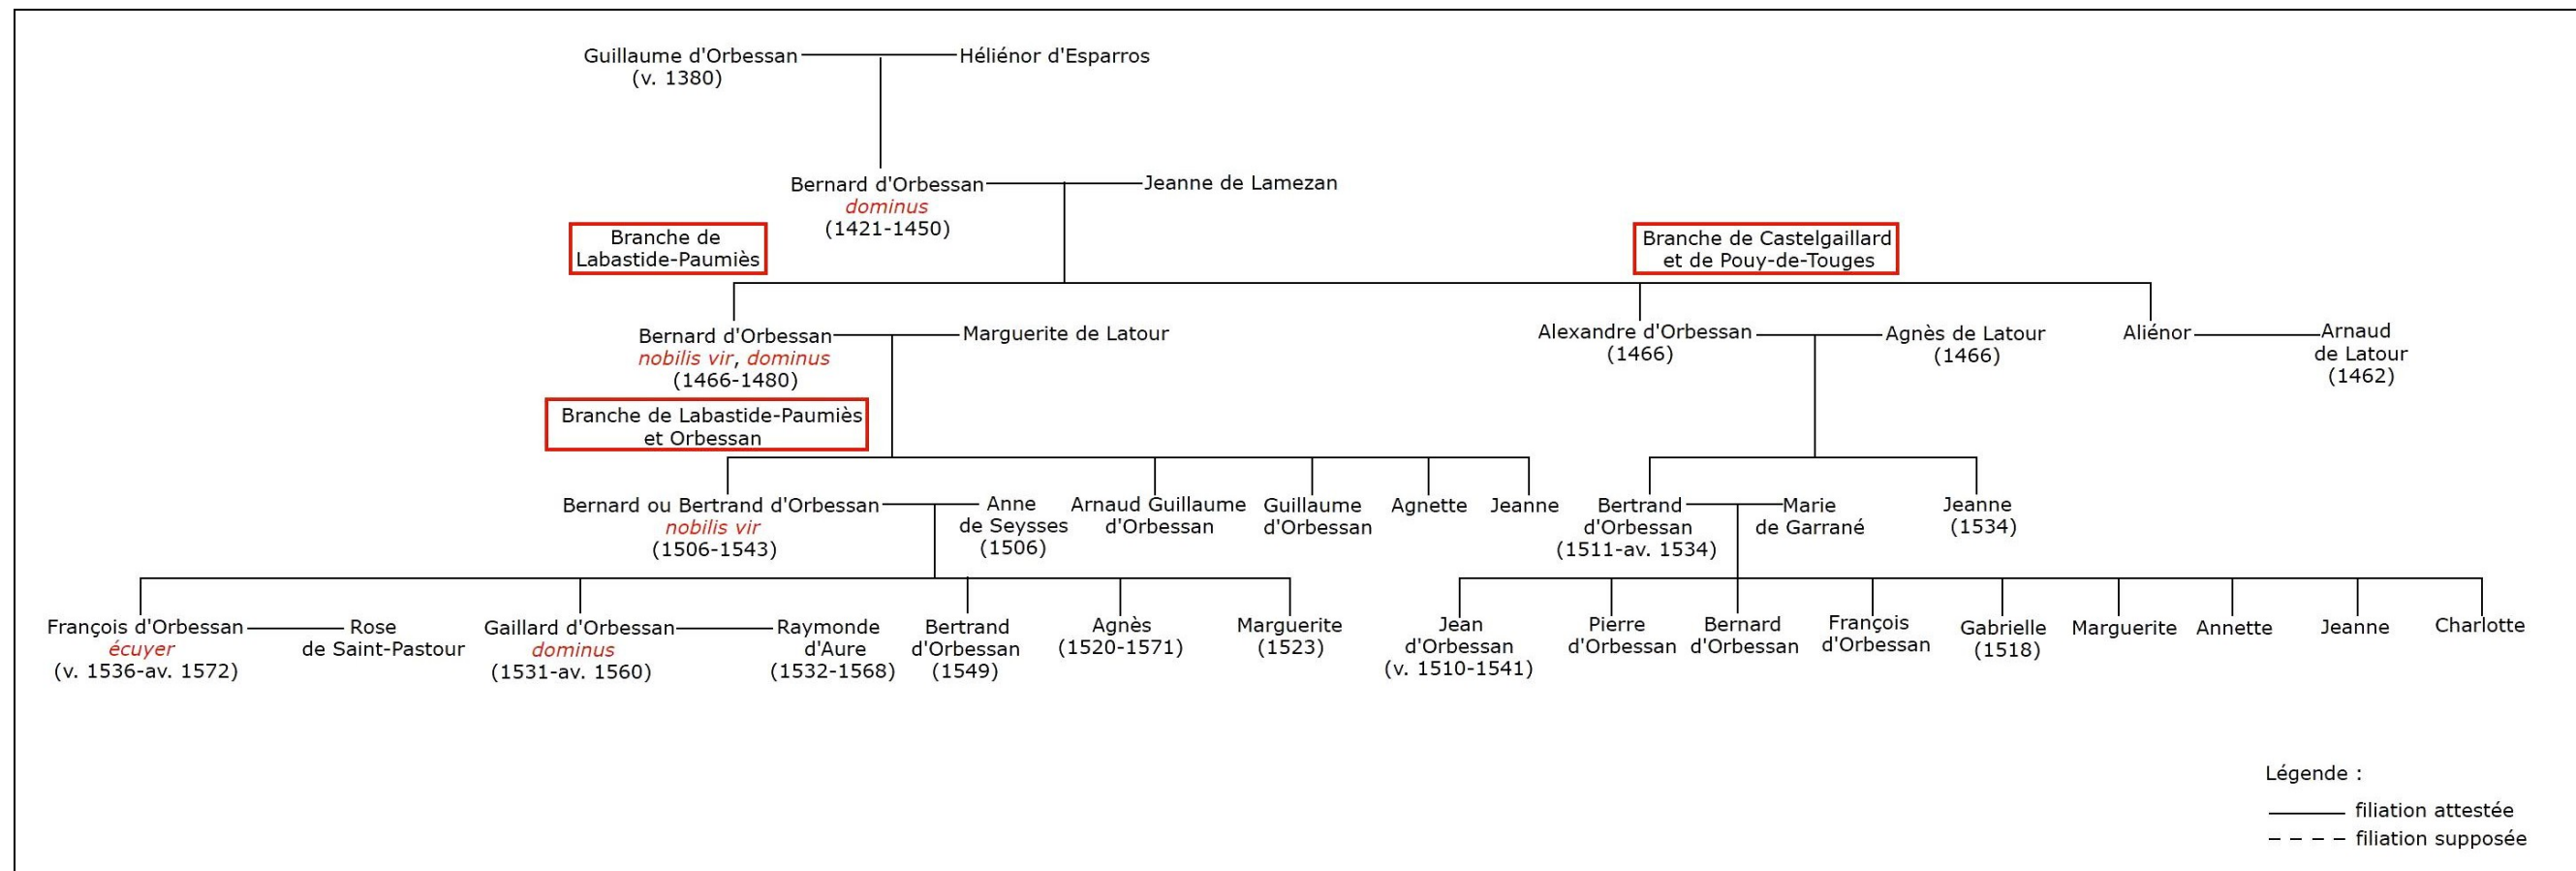 Guillaume d'Orbessan
(v. 1380)
Héliénor d'Esparros
Bernard d'Orbessan
dominus
(1421-1450)
Jeanne de Lamezan
Branche de
Labastide-Paumiès
Branche de Castelgaillard
et de Pouy-de-Touges
Bernard d'Orbessan
nobilis vir, dominus
(1466-1480)
Marguerite de Latour
Alexandre d'Orbessan
(1466)
Agnès de Latour
(1466)
Aliénor
Arnaud
de Latour
(1462)
Branche de Labastide-Paumiès
et Orbessan
Bernard ou Bertrand d'Orbessan
nobilis vir
(1506-1543)
Anne
de Seysses
(1506)
Arnaud Guillaume
d'Orbessan
Guillaume
d'Orbessan
Agnette
Jeanne
Bertrand
d'Orbessan
(1511-av. 1534)
Marie
de Garrané
Jeanne
(1534)
François d'Orbessan
écuyer
(v. 1536-av. 1572)
Rose
de Saint-Pastour
Gaillard d'Orbessan
dominus
(1531-av. 1560)
Raymonde
d'Aure
(1532-1568)
Bertrand
d'Orbessan
(1549)
Agnès
(1520-1571)
Marguerite
(1523)
Jean
d'Orbessan
(v. 1510-1541)
Pierre
d'Orbessan
Bernard
d'Orbessan
François
d'Orbessan
Gabrielle
(1518)
Marguerite
Annette
Jeanne
Charlotte
Légende :
filiation attestée
filiation supposée